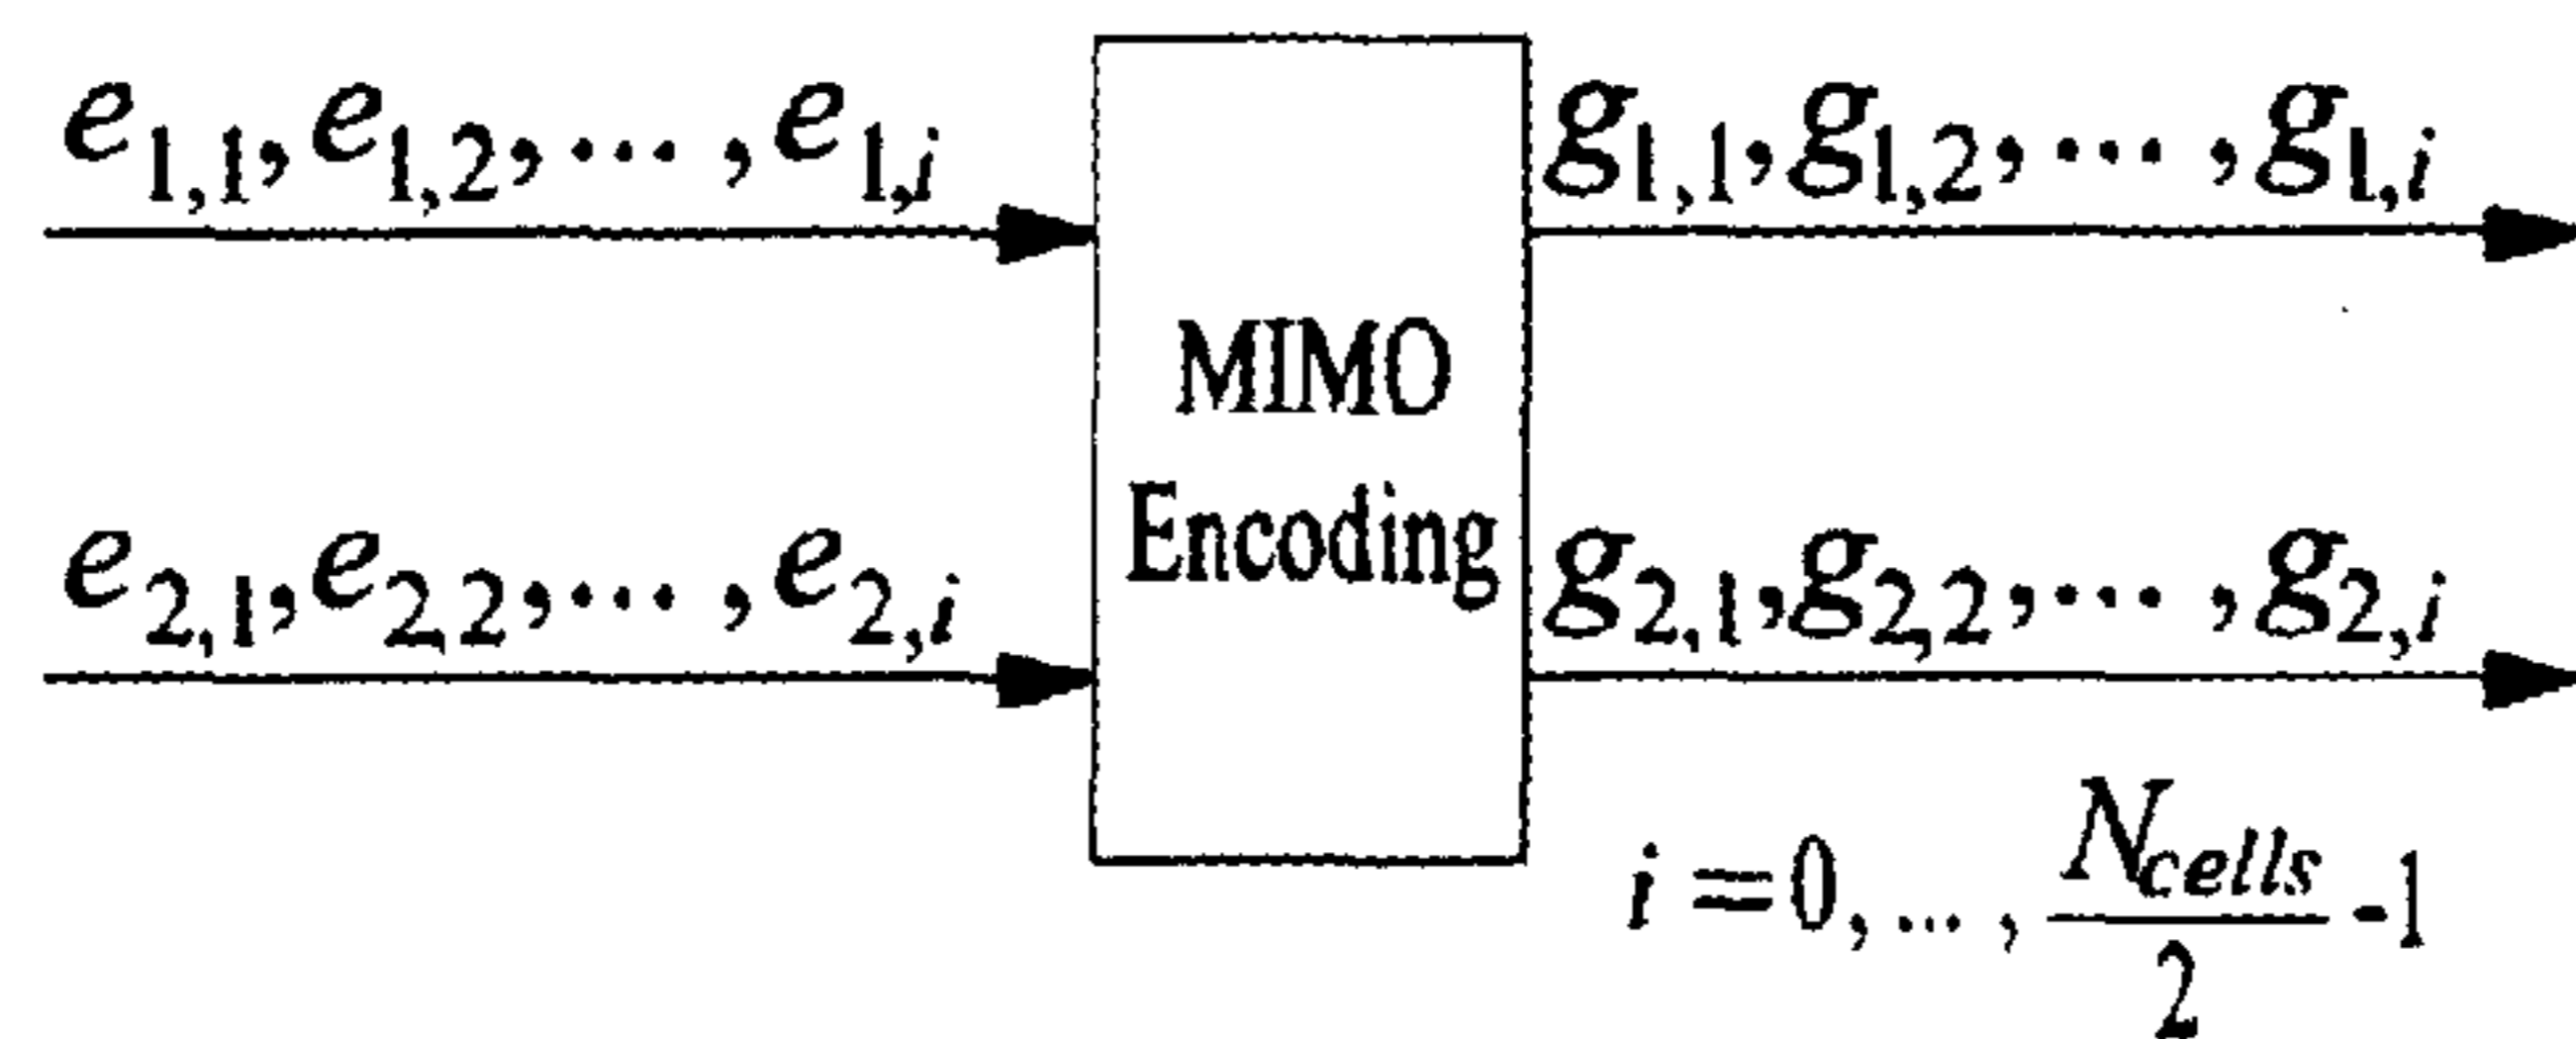 e1,1,e1,2,... ,e1,i
g1,1,g1,2,... ,g1,i
MIMO
Encoding
e2,1,e2,2,... ,e2,i
g2,1,g2,2,... ,g2,i
i =0, ... , Ncells/2 -1